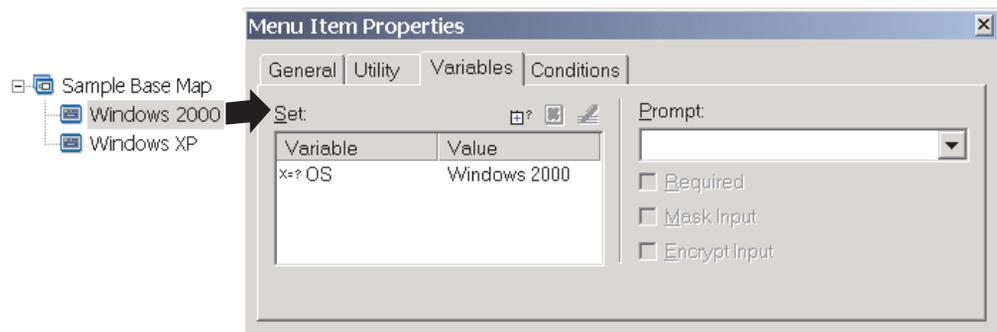 Menu Item Properties
General Utility Variables Conditions
Sample Base Map
Windows 2000
Windows XP
Set:
Variable Value
X=? OS Windows 2000
Prompt:
Required
Mask Input
Encrypt Input